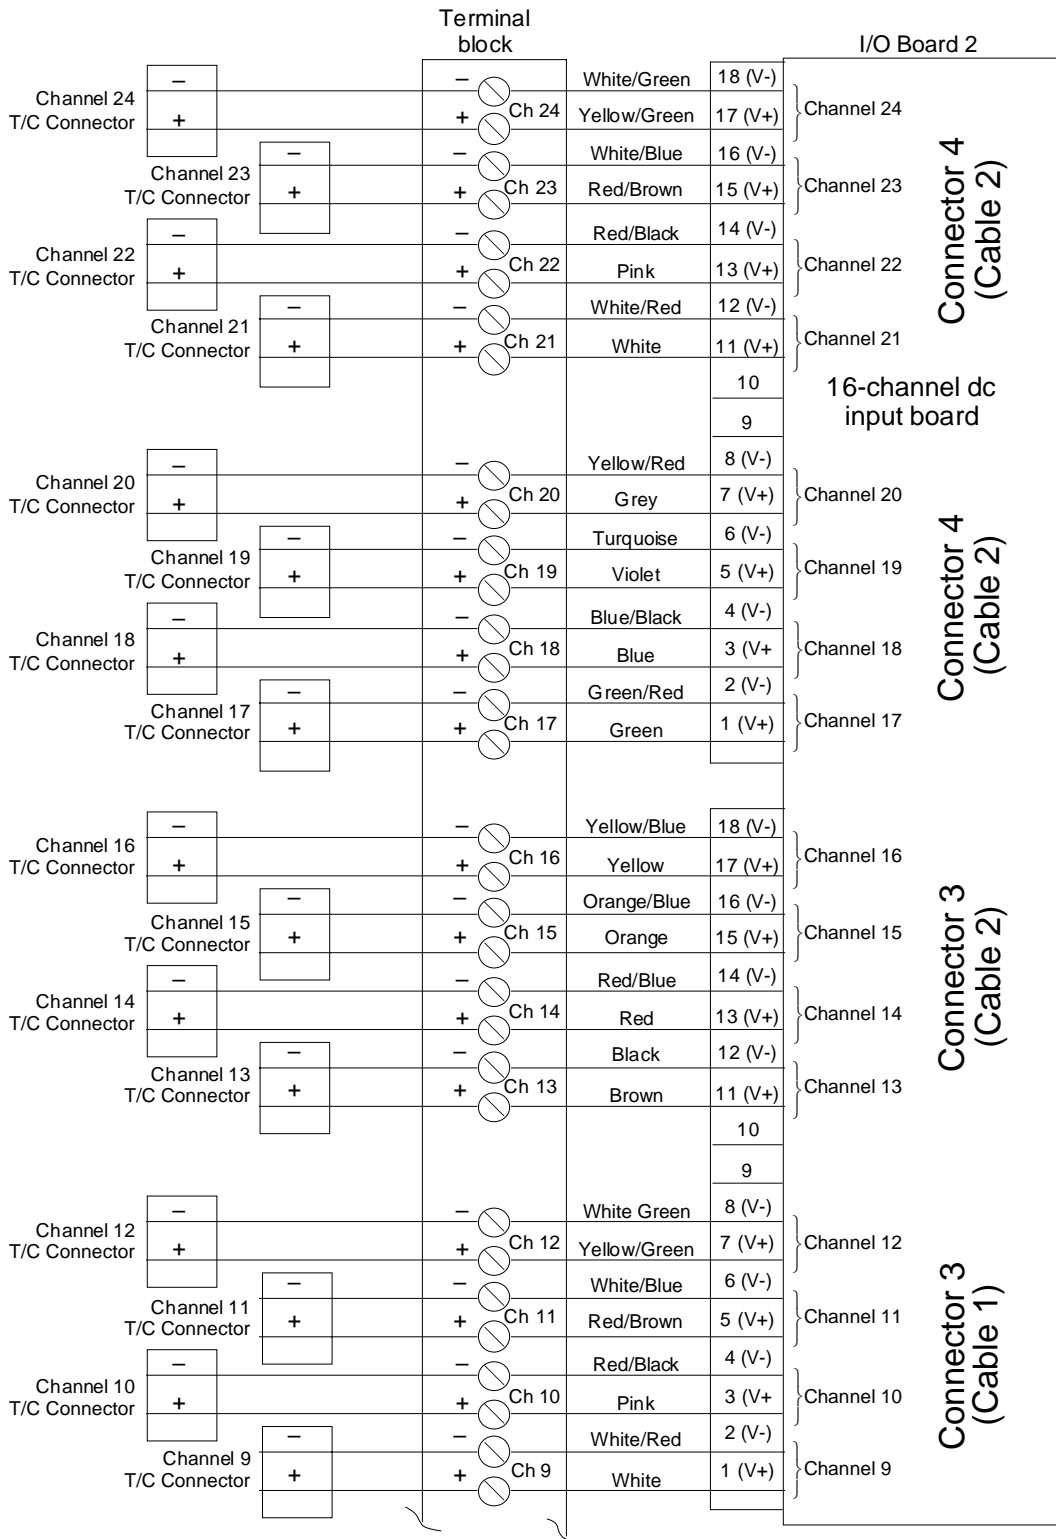 Terminal
block
I/O Board 2
Channel 24
T/C Connector
–
+
–
+
Ch 24
White/Green
Yellow/Green
18 (V-)
17 (V+)
Channel 24
Channel 23
T/C Connector
–
+
–
+
Ch 23
White/Blue
Red/Brown
16 (V-)
15 (V+)
Channel 23
Channel 22
T/C Connector
–
+
–
+
Ch 22
Red/Black
Pink
14 (V-)
13 (V+)
Channel 22
Channel 21
T/C Connector
–
+
–
+
Ch 21
White/Red
White
12 (V-)
11 (V+)
Channel 21
Connector 4
(Cable 2)
10
9
16-channel dc
input board
Channel 20
T/C Connector
–
+
–
+
Ch 20
Yellow/Red
Grey
8 (V-)
7 (V+)
Channel 20
Channel 19
T/C Connector
–
+
–
+
Ch 19
Turquoise
Violet
6 (V-)
5 (V+)
Channel 19
Channel 18
T/C Connector
–
+
–
+
Ch 18
Blue/Black
Blue
4 (V-)
3 (V+
Channel 18
Channel 17
T/C Connector
–
+
–
+
Ch 17
Green/Red
Green
2 (V-)
1 (V+)
Channel 17
Connector 4
(Cable 2)
Channel 16
T/C Connector
–
+
–
+
Ch 16
Yellow/Blue
Yellow
18 (V-)
17 (V+)
Channel 16
Channel 15
T/C Connector
–
+
–
+
Ch 15
Orange/Blue
Orange
16 (V-)
15 (V+)
Channel 15
Channel 14
T/C Connector
–
+
–
+
Ch 14
Red/Blue
Red
14 (V-)
13 (V+)
Channel 14
Channel 13
T/C Connector
–
+
–
+
Ch 13
Black
Brown
12 (V-)
11 (V+)
Channel 13
Connector 3
(Cable 2)
10
9
Channel 12
T/C Connector
–
+
–
+
Ch 12
White Green
Yellow/Green
8 (V-)
7 (V+)
Channel 12
Channel 11
T/C Connector
–
+
–
+
Ch 11
White/Blue
Red/Brown
6 (V-)
5 (V+)
Channel 11
Channel 10
T/C Connector
–
+
–
+
Ch 10
Red/Black
Pink
4 (V-)
3 (V+
Channel 10
Channel 9
T/C Connector
–
+
–
+
Ch 9
White/Red
White
2 (V-)
1 (V+)
Channel 9
Connector 3
(Cable 1)